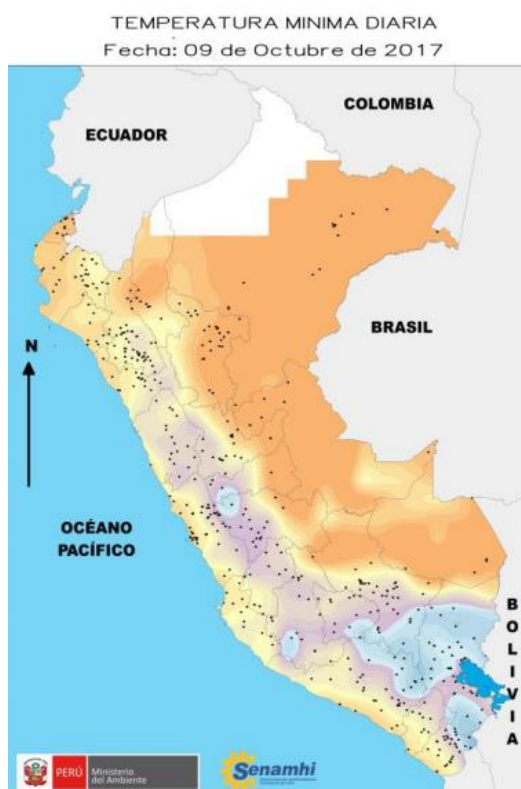 TEMPERATURA MINIMA DIARIA
Fecha: 09 de Octubre de 2017
COLOMBIA
ECUADOR
BRASIL
N
OCÉANO
PACÍFICO
BOLIVIA
PERÚ
Ministerio
del Ambiente
Senamhi